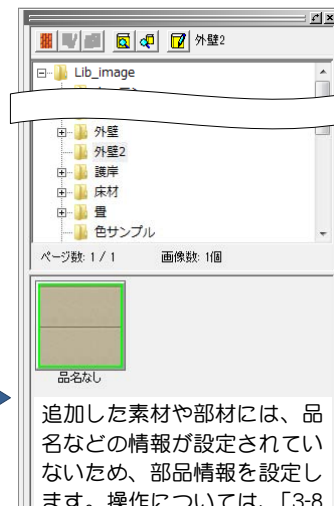 外壁2
Lib_image
外壁
外壁2
護岸
床材
畳
色サンプル
ページ数: 1 / 1 画像数: 1個
品名なし
追加した素材や部材には、品
名などの情報が設定されてい
ないため、部品情報を設定し
ます。操作については、「3-8